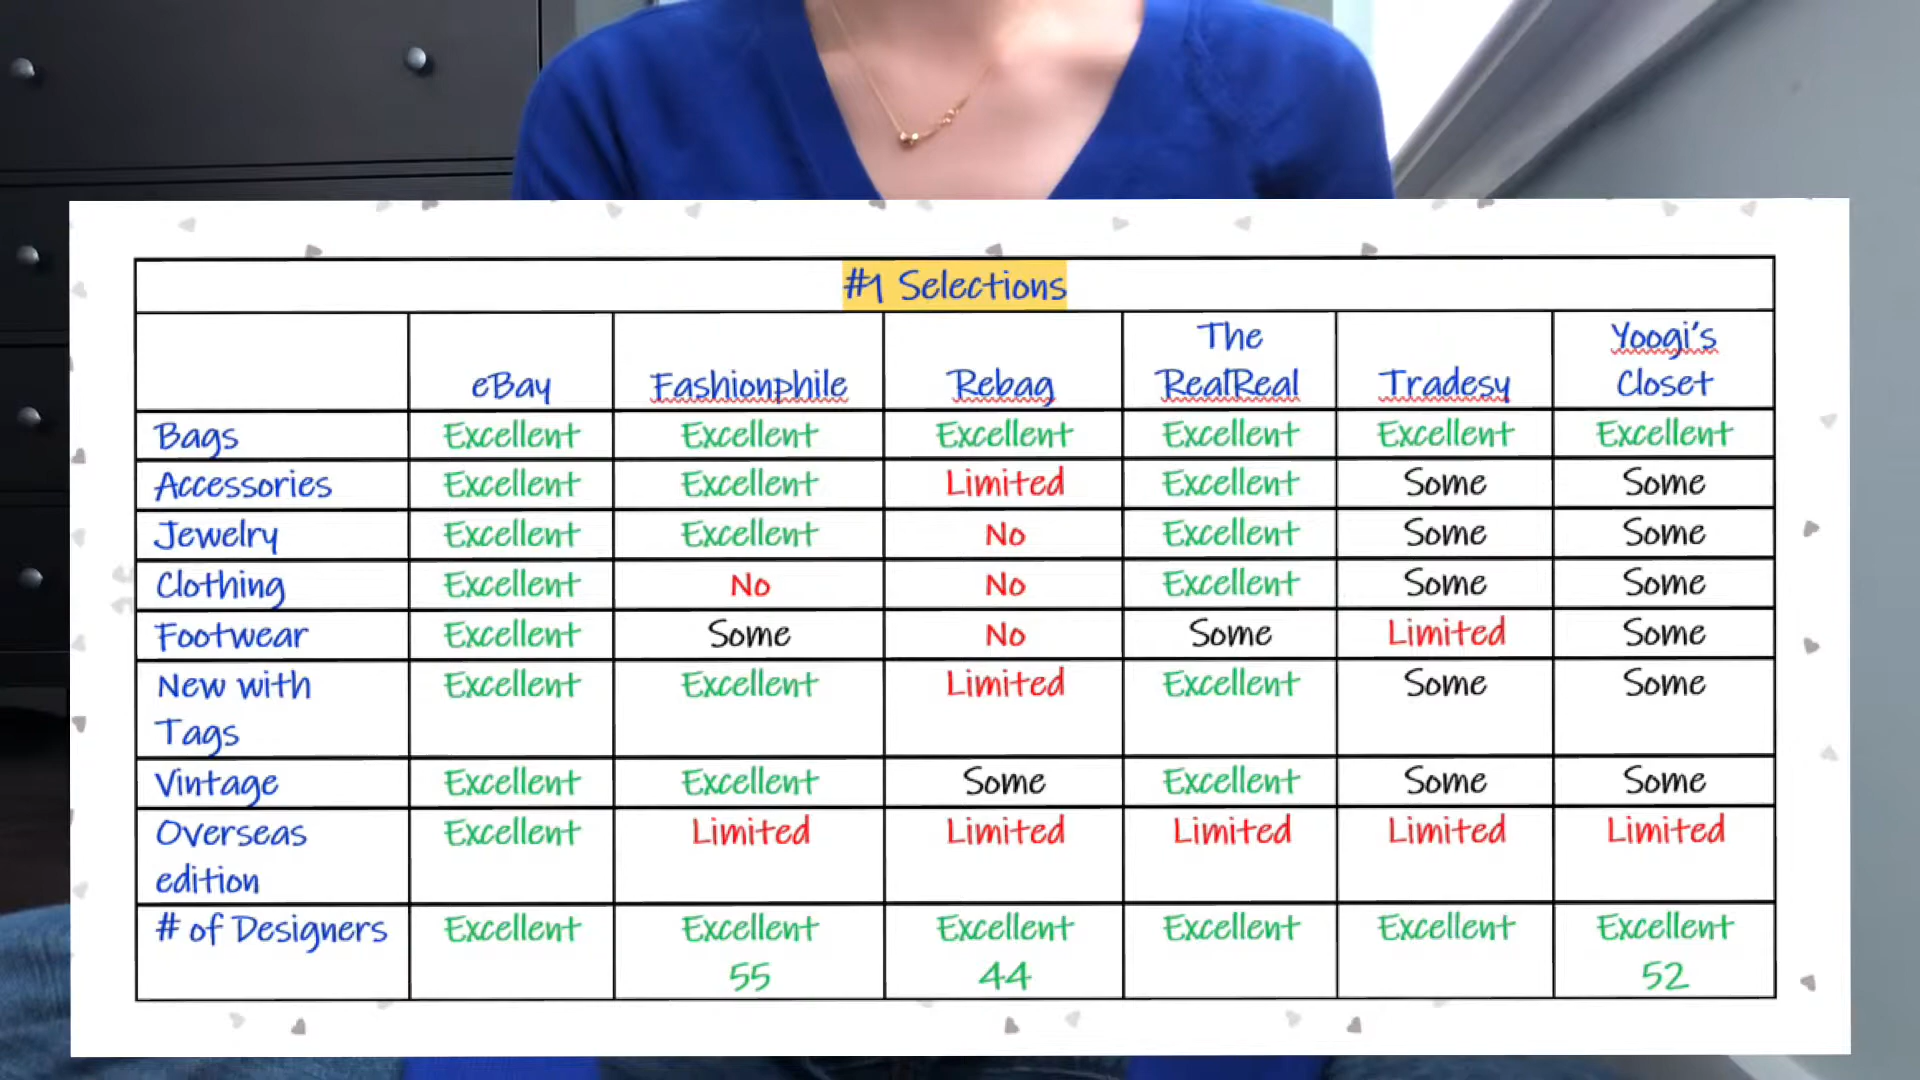 #1 Selections
eBay Fashionphile Rebag The RealReal Tradesy Yoogi's Closet
Bags Excellent Excellent Excellent Excellent Excellent Excellent
Accessories Excellent Excellent Limited Excellent Some Some
Jewelry Excellent Excellent No Excellent Some Some
Clothing Excellent No No Excellent Some Some
Footwear Excellent Some No Some Limited Some
New with Tags Excellent Excellent Limited Excellent Some Some
Vintage Excellent Excellent Some Excellent Some Some
Overseas edition Excellent Limited Limited Limited Limited Limited
# of Designers Excellent Excellent 55 Excellent 44 Excellent Excellent Excellent 52